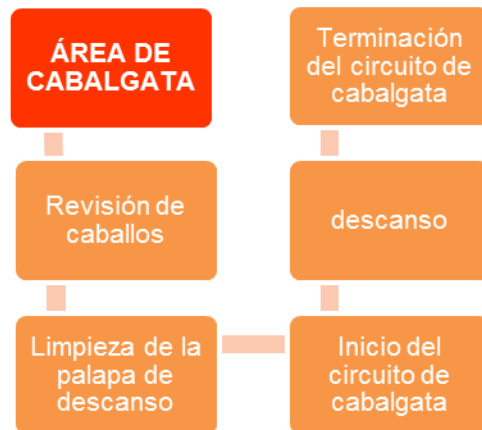 ÁREA DE
CABALGATA
Revisión de
caballos
Limpieza de la
palapa de
descanso
Inicio del
circuito de
cabalgata
descanso
Terminación
del circuito de
cabalgata